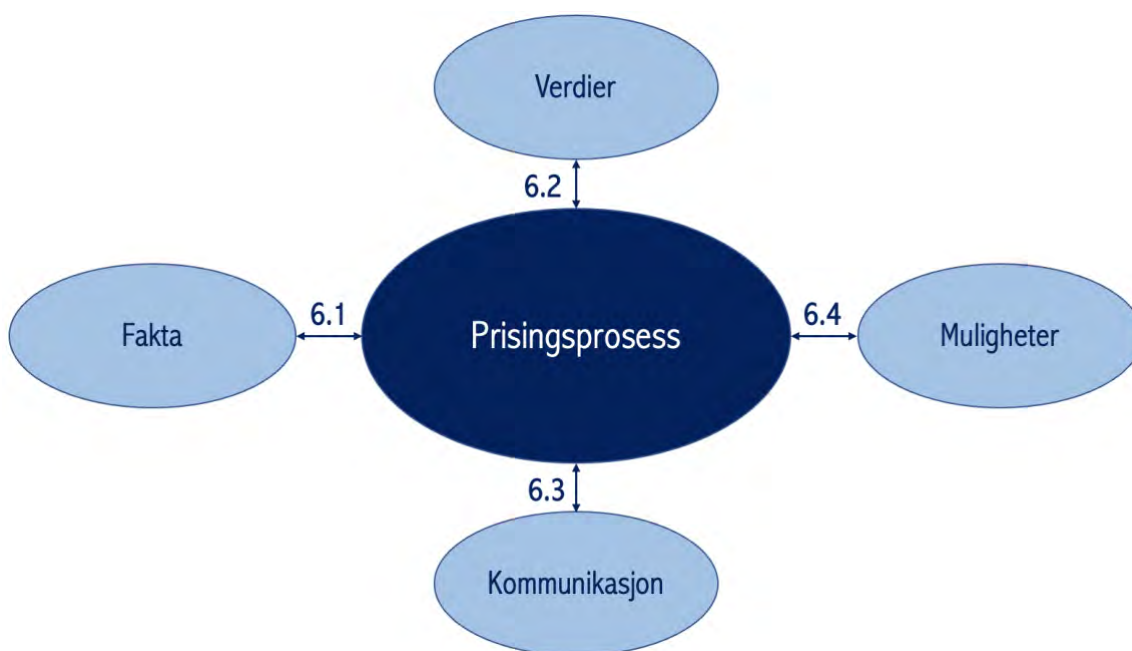 Verdier
6.2
Fakta
6.1
Prisingsprosess
6.4
Muligheter
6.3
Kommunikasjon